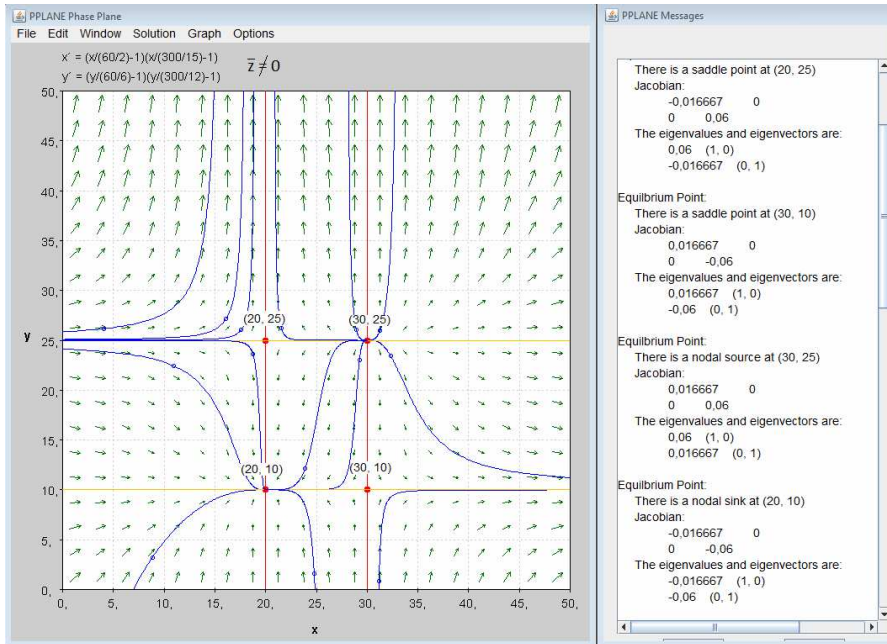 PPLANE Phase Plane
File Edit Window Solution Graph Options
x´ = (x/(60/2)-1)(x/(300/15)-1)
y´ = (y/(60/6)-1)(y/(300/12)-1)
z̅ ≠ 0
50,
45,
40,
35,
30,
y
25,
20,
15,
10,
5,
0,
(20, 25)
(30, 25)
(20, 10)
(30, 10)
0, 5, 10, 15, 20, 25, 30, 35, 40, 45, 50,
x
PPLANE Messages
There is a saddle point at (20, 25)
Jacobian:
-0,016667 0
0 0,06
The eigenvalues and eigenvectors are:
0,06 (1, 0)
-0,016667 (0, 1)
Equilbrium Point:
There is a saddle point at (30, 10)
Jacobian:
0,016667 0
0 -0,06
The eigenvalues and eigenvectors are:
0,016667 (1, 0)
-0,06 (0, 1)
Equilbrium Point:
There is a nodal source at (30, 25)
Jacobian:
0,016667 0
0 0,06
The eigenvalues and eigenvectors are:
0,06 (1, 0)
0,016667 (0, 1)
Equilbrium Point:
There is a nodal sink at (20, 10)
Jacobian:
-0,016667 0
0 -0,06
The eigenvalues and eigenvectors are:
-0,016667 (1, 0)
-0,06 (0, 1)